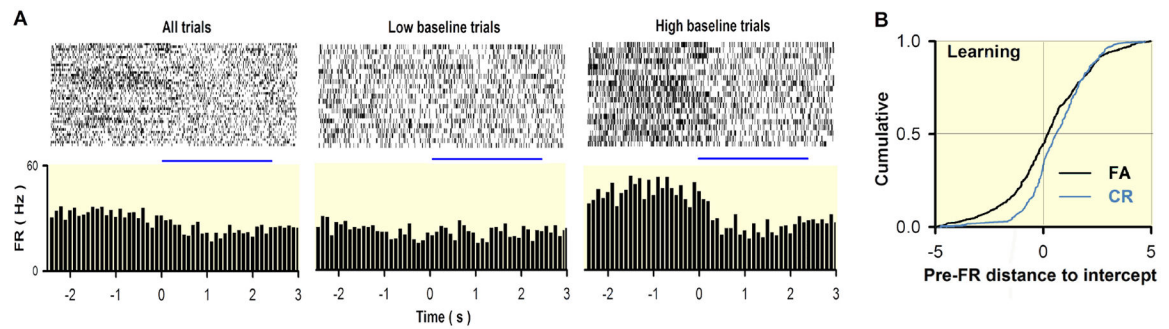 A
All trials
Low baseline trials
High baseline trials
B
Learning
1.0
0.5
0.0
Cumulative
FA
CR
-5
0
5
Pre-FR distance to intercept
60
0
FR ( Hz )
-2 -1 0 1 2 3
-2 -1 0 1 2 3
-2 -1 0 1 2 3
Time ( s )